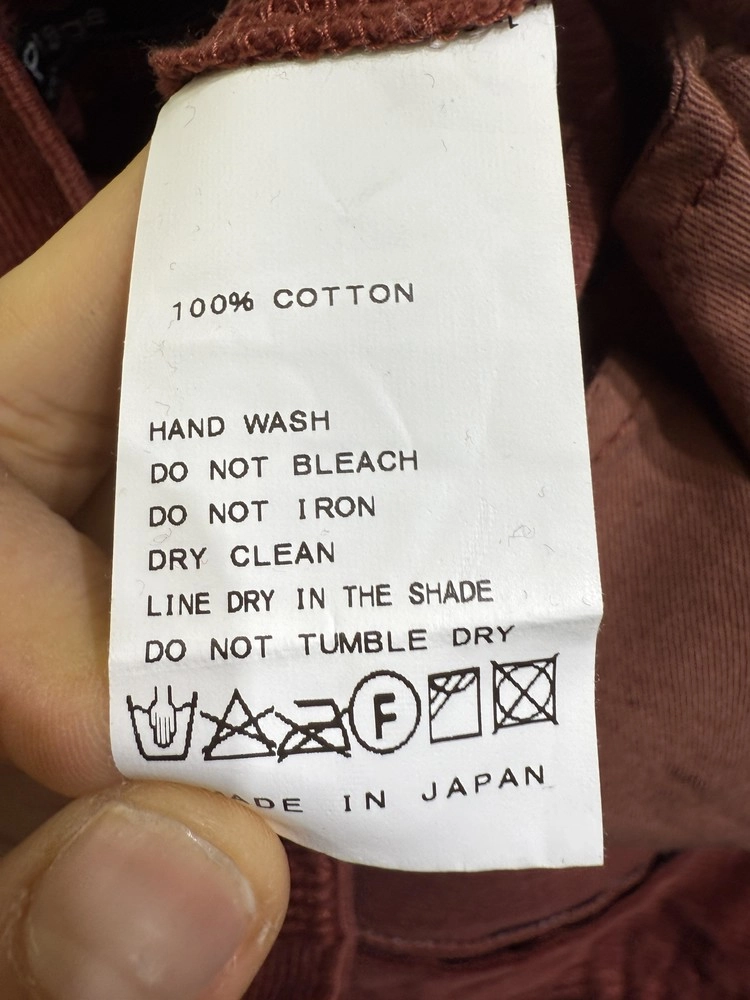 100% COTTON
HAND WASH
DO NOT BLEACH
DO NOT IRON
DRY CLEAN
LINE DRY IN THE SHADE
DO NOT TUMBLE DRY
F
ADE IN JAPAN